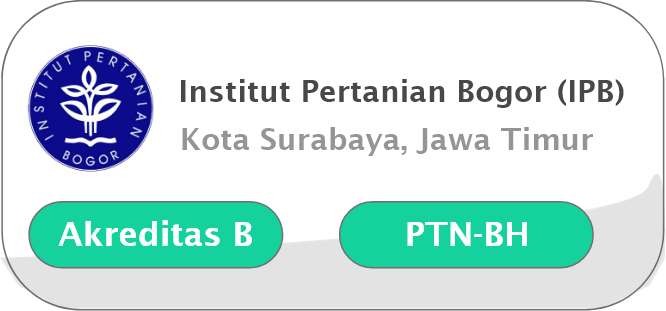 INSTITUT PERTANIAN
BOGOR
Institut Pertanian Bogor (IPB)
Kota Surabaya, Jawa Timur
Akreditas B
PTN-BH